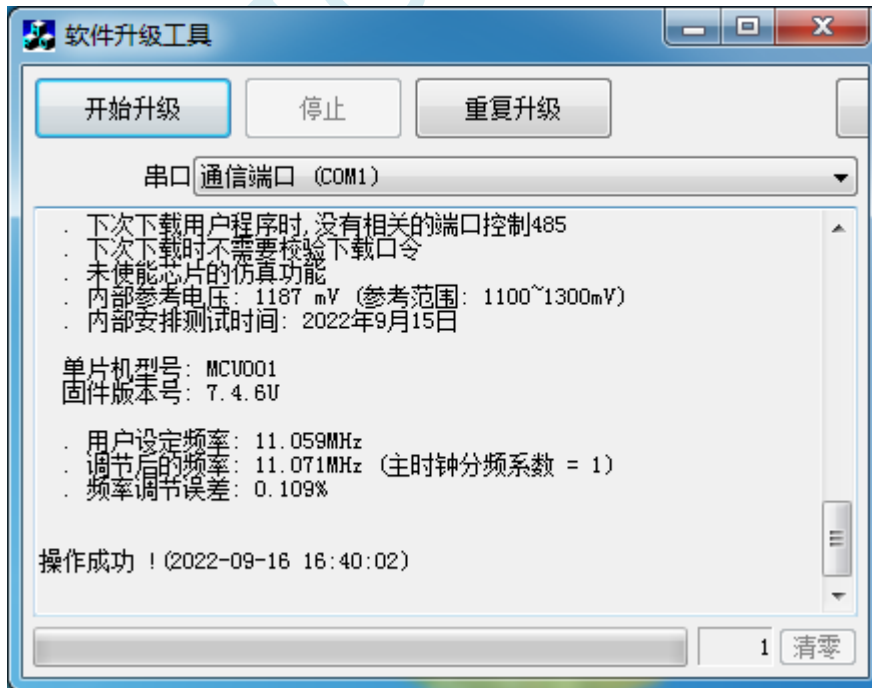 软件升级工具
开始升级
停止
重复升级
串口 通信端口 (COM1)
. 下次下载用户程序时,没有相关的端口控制485
. 下次下载时不需要校验下载口令
. 未使能芯片的仿真功能
. 内部参考电压: 1187 mV (参考范围: 1100~1300mV)
. 内部安排测试时间: 2022年9月15日
单片机型号: MCU001
固件版本号: 7.4.6U
. 用户设定频率: 11.059MHz
. 调节后的频率: 11.071MHz (主时钟分频系数 = 1)
. 频率调节误差: 0.109%
操作成功 !(2022-09-16 16:40:02)
1 清零